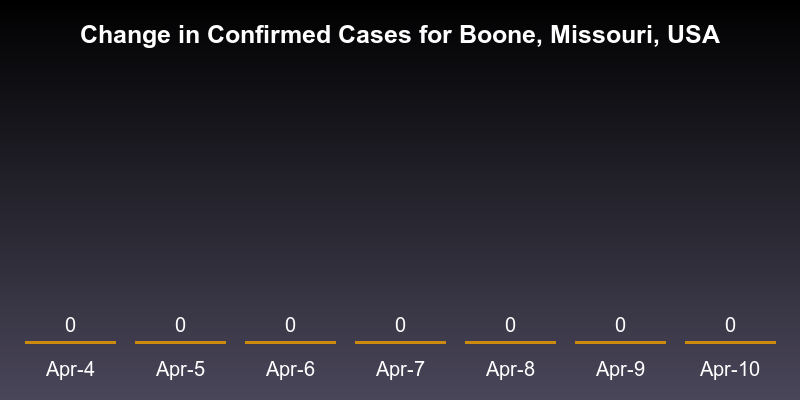 Change in Confirmed Cases for Boone, Missouri, USA
0 0 0 0 0 0 0
Apr-4 Apr-5 Apr-6 Apr-7 Apr-8 Apr-9 Apr-10